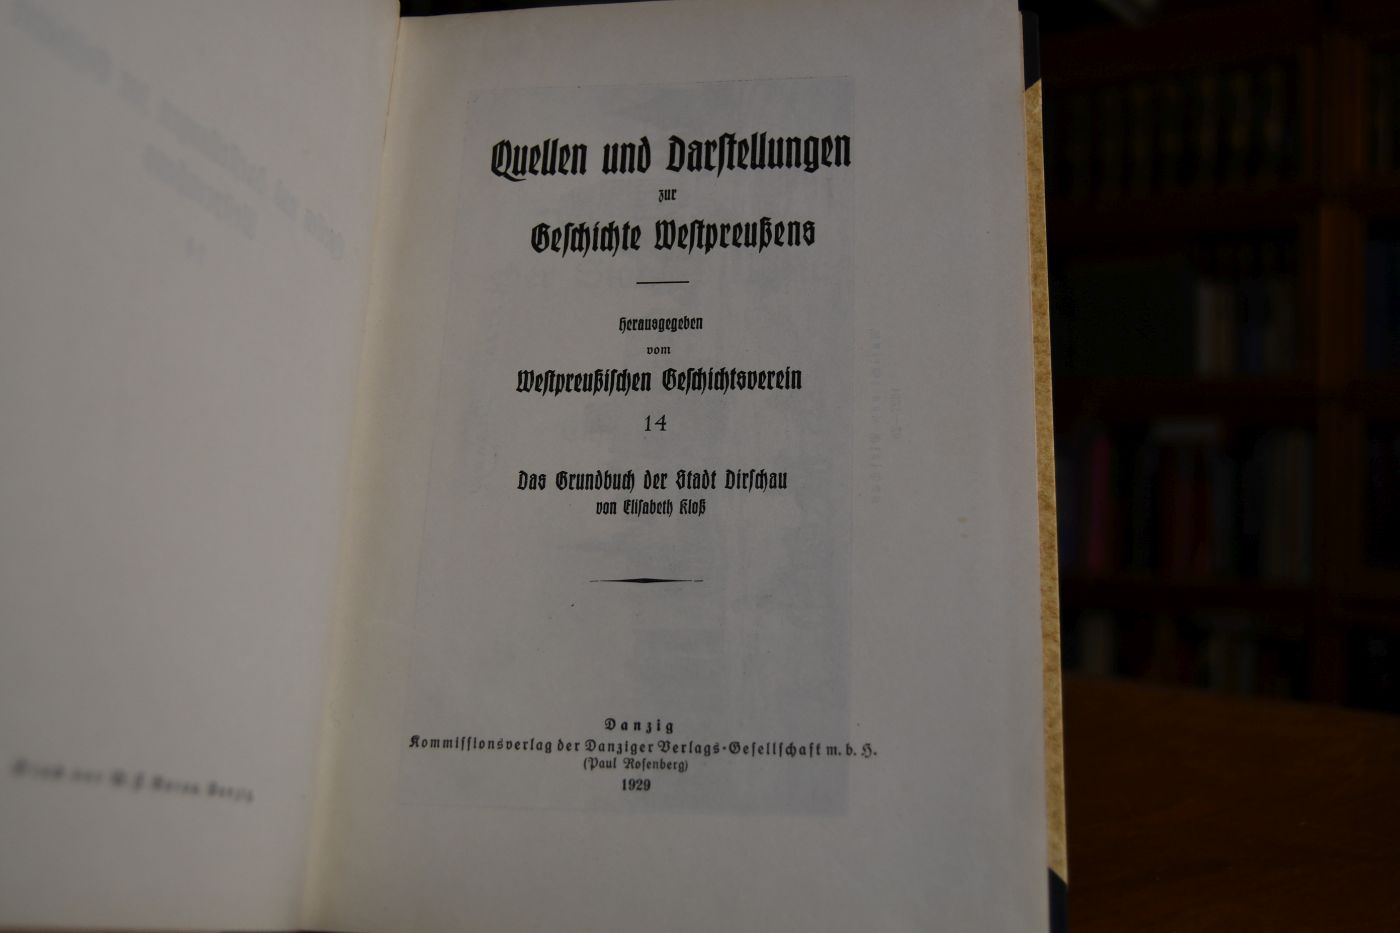 Quellen und Darstellungen
zur
Geschichte Westpreußens
Herausgegeben
vom
Westpreußischen Geschichtsverein
14
Das Grundbuch der Stadt Dirschau
von Elisabeth Kloß
Danzig
Kommissionsverlag der Danziger Verlags-Gesellschaft m. b. H.
(Paul Rosenberg)
1929